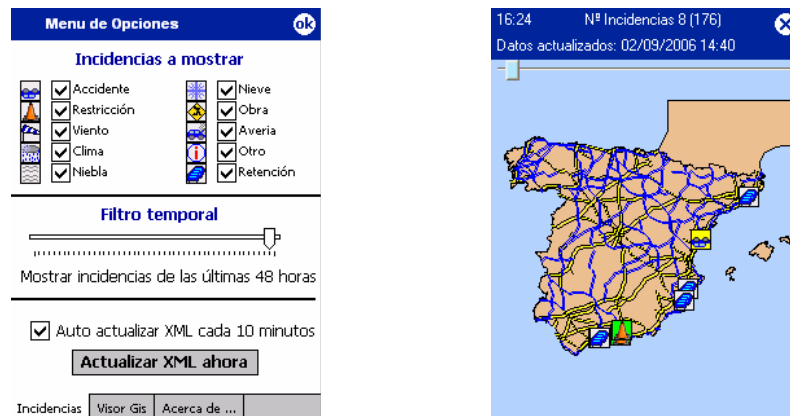 Menu de Opciones ok
Incidencias a mostrar
Accidente Nieve
Restricción Obra
Viento Averia
Clima Otro
Niebla Retención
Filtro temporal
Mostrar incidencias de las últimas 48 horas
Auto actualizar XML cada 10 minutos
Actualizar XML ahora
Incidencias Visor Gis Acerca de ...
16:24 Nº Incidencias 8 (176)
Datos actualizados: 02/09/2006 14:40